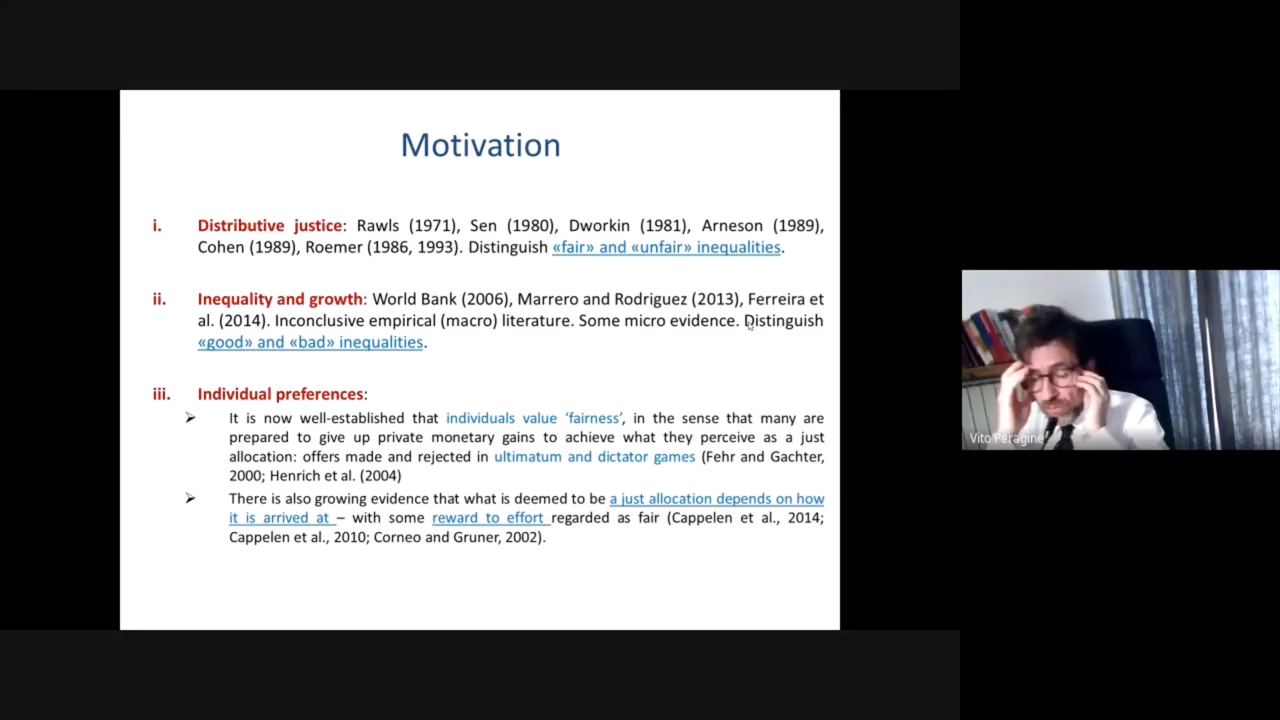 Motivation
i. Distributive justice: Rawls (1971), Sen (1980), Dworkin (1981), Arneson (1989),
Cohen (1989), Roemer (1986, 1993). Distinguish «fair» and «unfair» inequalities.
ii. Inequality and growth: World Bank (2006), Marrero and Rodriguez (2013), Ferreira et
al. (2014). Inconclusive empirical (macro) literature. Some micro evidence. Distinguish
«good» and «bad» inequalities.
iii. Individual preferences:
➢ It is now well-established that individuals value ‘fairness’, in the sense that many are
prepared to give up private monetary gains to achieve what they perceive as a just
allocation: offers made and rejected in ultimatum and dictator games (Fehr and Gachter,
2000; Henrich et al. (2004)
➢ There is also growing evidence that what is deemed to be a just allocation depends on how
it is arrived at – with some reward to effort regarded as fair (Cappelen et al., 2014;
Cappelen et al., 2010; Corneo and Gruner, 2002).
Vito Peragine